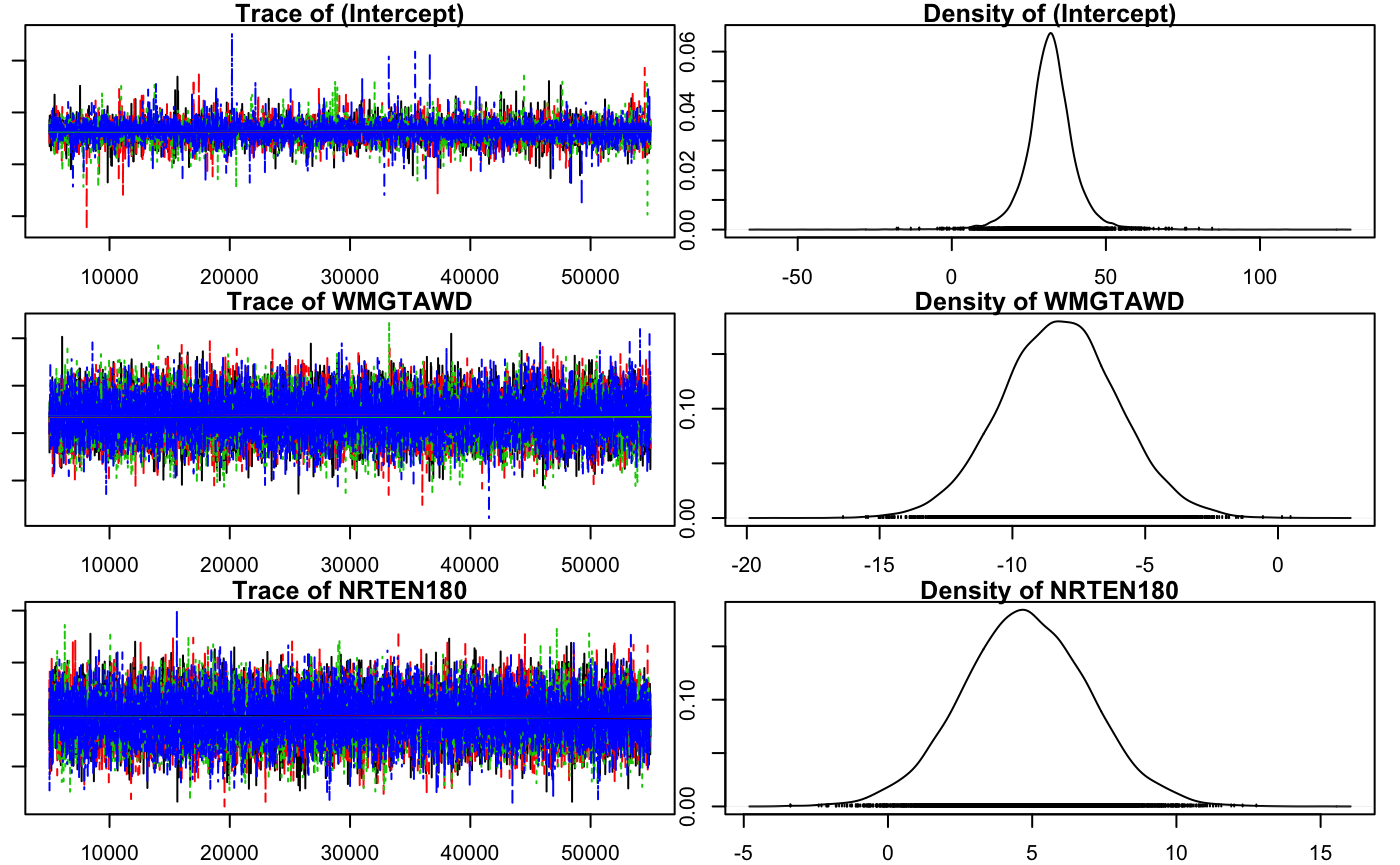 Trace of (Intercept)
10000 20000 30000 40000 50000
Density of (Intercept)
0.00 0.02 0.04 0.06
-50 0 50 100
Trace of WMGTAWD
10000 20000 30000 40000 50000
Density of WMGTAWD
0.00 0.10
-20 -15 -10 -5 0
Trace of NRTEN180
10000 20000 30000 40000 50000
Density of NRTEN180
0.00 0.10
-5 0 5 10 15